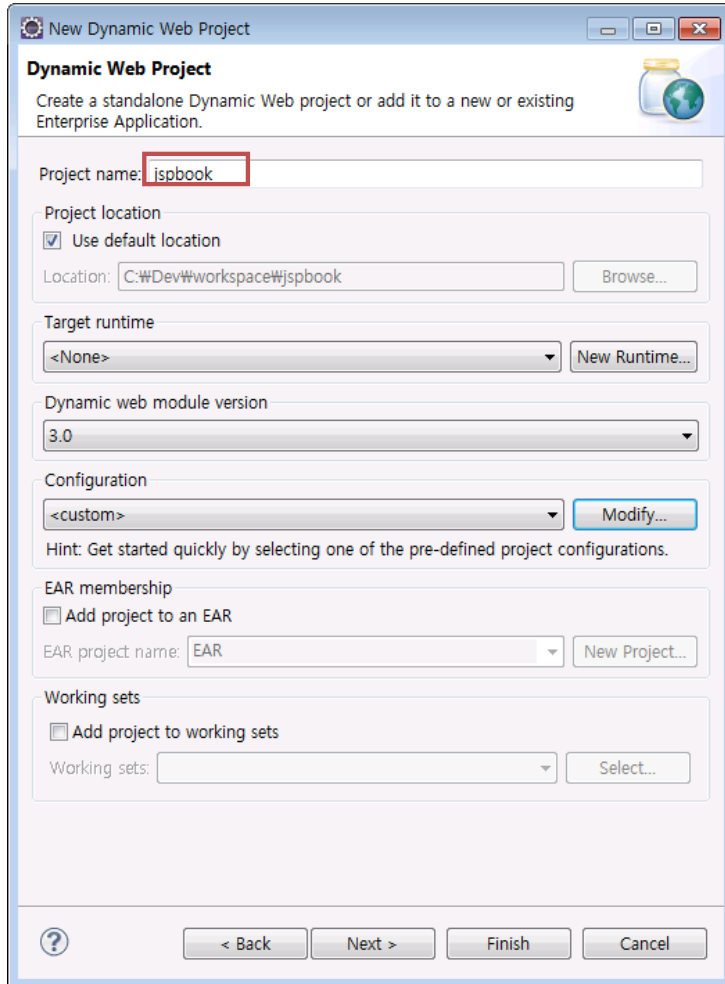 New Dynamic Web Project
Dynamic Web Project
Create a standalone Dynamic Web project or add it to a new or existing
Enterprise Application.
Project name: jspbook
Project location
Use default location
Location: C:₩Dev₩workspace₩jspbook Browse...
Target runtime
<None> New Runtime...
Dynamic web module version
3.0
Configuration
<custom> Modify...
Hint: Get started quickly by selecting one of the pre-defined project configurations.
EAR membership
Add project to an EAR
EAR project name: EAR New Project...
Working sets
Add project to working sets
Working sets: Select...
? < Back Next > Finish Cancel